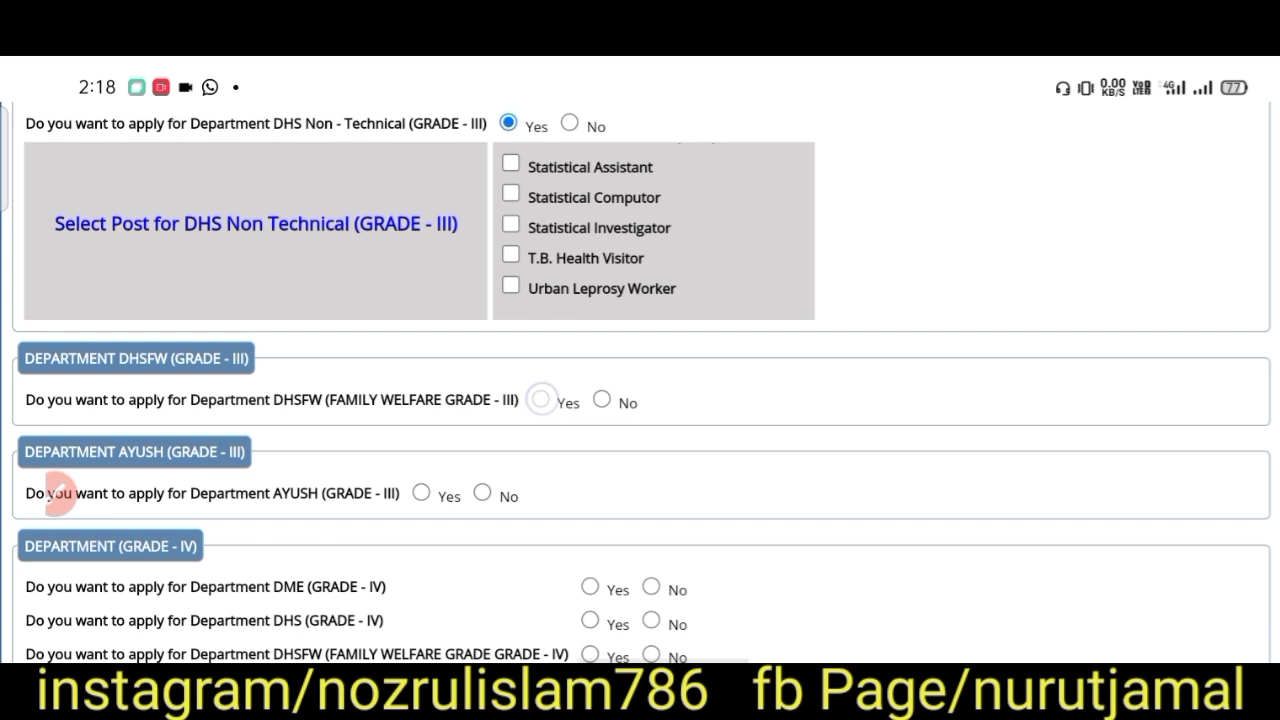 2:18 0.00 KB/S VoD LTE 4G 77
Do you want to apply for Department DHS Non - Technical (GRADE - III) Yes No
Select Post for DHS Non Technical (GRADE - III)
Statistical Assistant
Statistical Computor
Statistical Investigator
T.B. Health Visitor
Urban Leprosy Worker
DEPARTMENT DHSFW (GRADE - III)
Do you want to apply for Department DHSFW (FAMILY WELFARE GRADE - III) Yes No
DEPARTMENT AYUSH (GRADE - III)
Do you want to apply for Department AYUSH (GRADE - III) Yes No
DEPARTMENT (GRADE - IV)
Do you want to apply for Department DME (GRADE - IV) Yes No
Do you want to apply for Department DHS (GRADE - IV) Yes No
Do you want to apply for Department DHSFW (FAMILY WELFARE GRADE GRADE - IV) Yes No
instagram/nozrulislam786 fb Page/nurutjamal